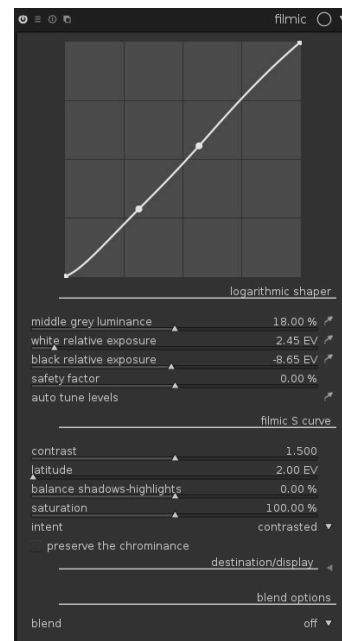 filmic
logarithmic shaper
middle grey luminance 18.00 %
white relative exposure 2.45 EV
black relative exposure -8.65 EV
safety factor 0.00 %
auto tune levels
filmic S curve
contrast 1.500
latitude 2.00 EV
balance shadows-highlights 0.00 %
saturation 100.00 %
intent contrasted
preserve the chrominance
destination/display
blend options
blend off